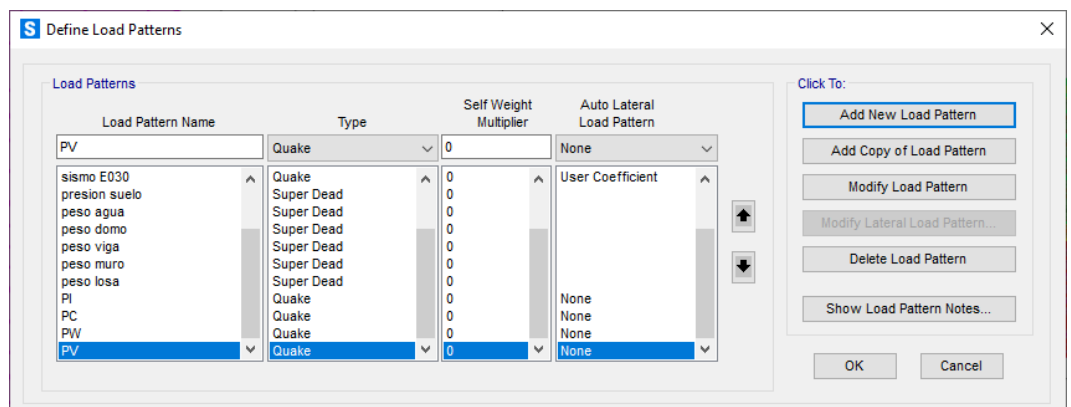 S Define Load Patterns
Load Patterns
Click To:
Load Pattern Name Type Self Weight Multiplier Auto Lateral Load Pattern
PV Quake 0 None
sismo E030 Quake 0 User Coefficient
presion suelo Super Dead 0
peso agua Super Dead 0
peso domo Super Dead 0
peso viga Super Dead 0
peso muro Super Dead 0
peso losa Super Dead 0
PI Quake 0 None
PC Quake 0 None
PW Quake 0 None
PV Quake 0 None
Add New Load Pattern
Add Copy of Load Pattern
Modify Load Pattern
Modify Lateral Load Pattern...
Delete Load Pattern
Show Load Pattern Notes...
OK Cancel